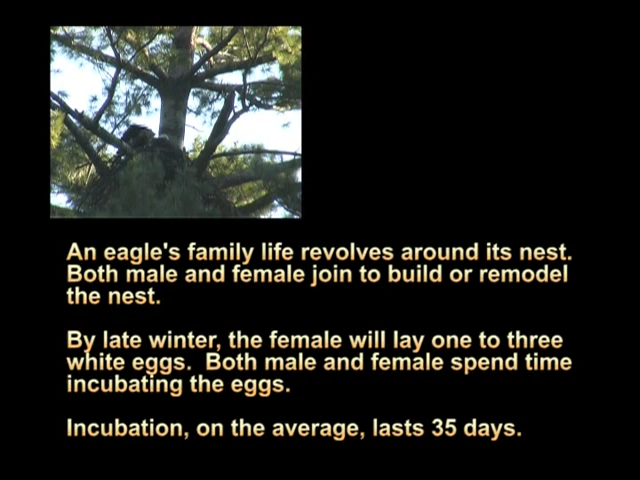 An eagle's family life revolves around its nest.
Both male and female join to build or remodel
the nest.
By late winter, the female will lay one to three
white eggs.  Both male and female spend time
incubating the eggs.
Incubation, on the average, lasts 35 days.